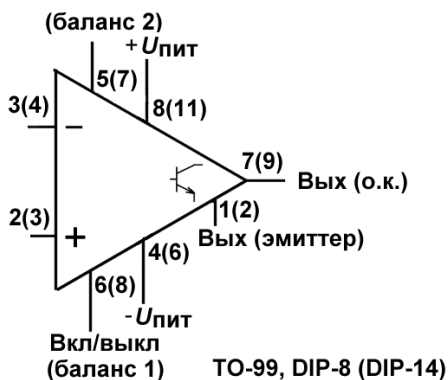 (баланс 2)
+Uпит
5(7)
8(11)
3(4)
−
7(9)
Вых (о.к.)
2(3)
+
1(2)
Вых (эмиттер)
4(6)
6(8)
-Uпит
Вкл/выкл
(баланс 1)
TO-99, DIP-8 (DIP-14)